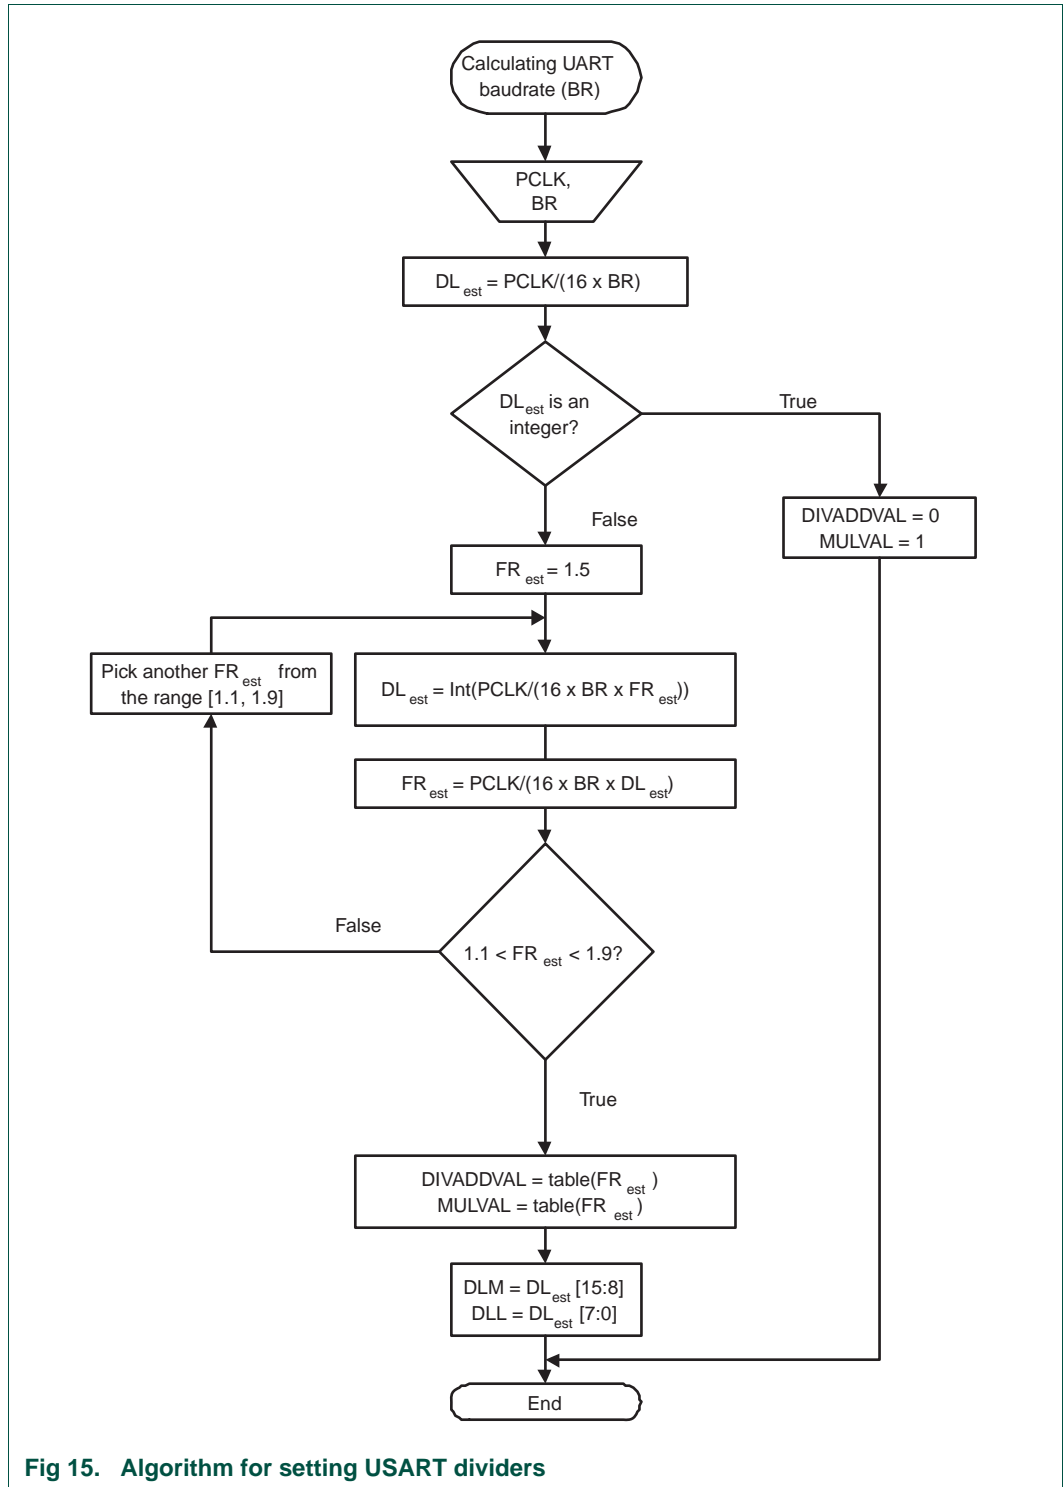 Calculating UART
baudrate (BR)
PCLK,
BR
DL est = PCLK/(16 x BR)
DL est is an
integer?
True
False
DIVADDVAL = 0
MULVAL = 1
FR est = 1.5
Pick another FR est from
the range [1.1, 1.9]
DL est = Int(PCLK/(16 x BR x FR est))
FR est = PCLK/(16 x BR x DL est)
False
1.1 < FR est < 1.9?
True
DIVADDVAL = table(FR est )
MULVAL = table(FR est )
DLM = DL est [15:8]
DLL = DL est [7:0]
End
Fig 15. Algorithm for setting USART dividers